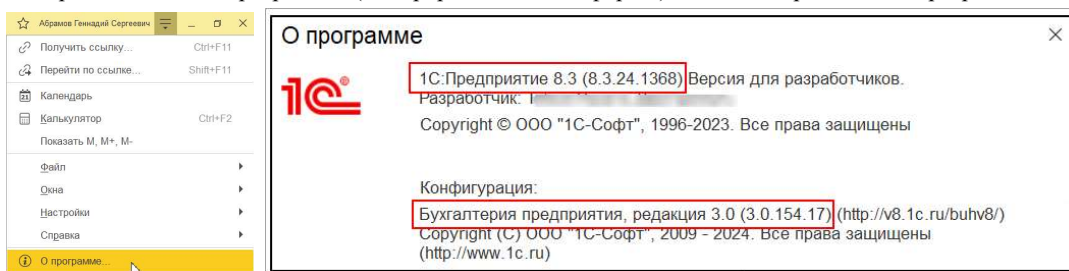 Абрамов Геннадий Сергеевич
Получить ссылку... Ctrl+F11
Перейти по ссылке... Shift+F11
Календарь
Калькулятор Ctrl+F2
Показать M, M+, M-
Файл
Окна
Настройки
Справка
О программе...
О программе
1С:Предприятие 8.3 (8.3.24.1368) Версия для разработчиков.
Разработчик:
Copyright © ООО "1С-Софт", 1996-2023. Все права защищены
Конфигурация:
Бухгалтерия предприятия, редакция 3.0 (3.0.154.17) (http://v8.1c.ru/buhv8/)
Copyright (С) ООО "1С-Софт", 2009 - 2024. Все права защищены
(http://www.1c.ru)